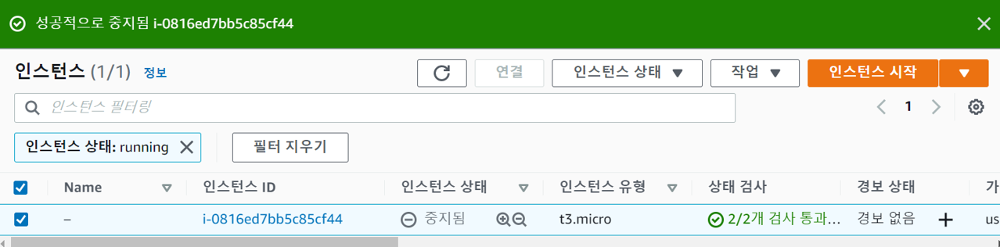 성공적으로 중지됨 i-0816ed7bb5c85cf44
인스턴스 (1/1) 정보 연결 인스턴스 상태 작업 인스턴스 시작
인스턴스 필터링 1
인스턴스 상태: running 필터 지우기
Name 인스턴스 ID 인스턴스 상태 인스턴스 유형 상태 검사 경보 상태 가
– i-0816ed7bb5c85cf44 중지됨 t3.micro 2/2개 검사 통과... 경보 없음 us